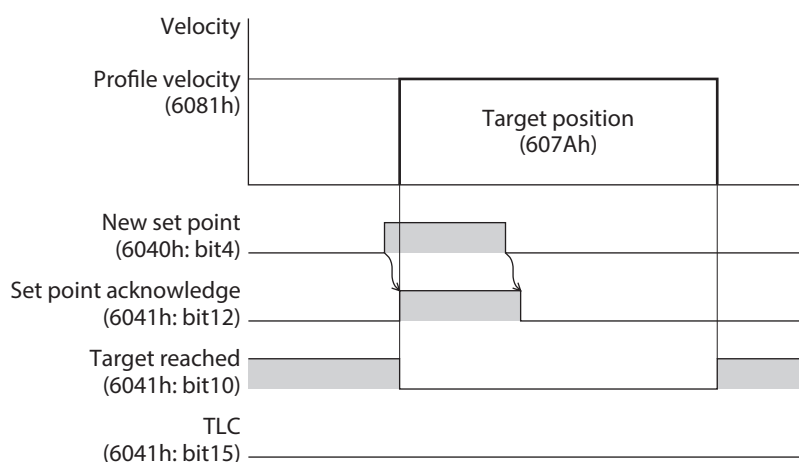 Velocity
Profile velocity
(6081h)
Target position
(607Ah)
New set point
(6040h: bit4)
Set point acknowledge
(6041h: bit12)
Target reached
(6041h: bit10)
TLC
(6041h: bit15)